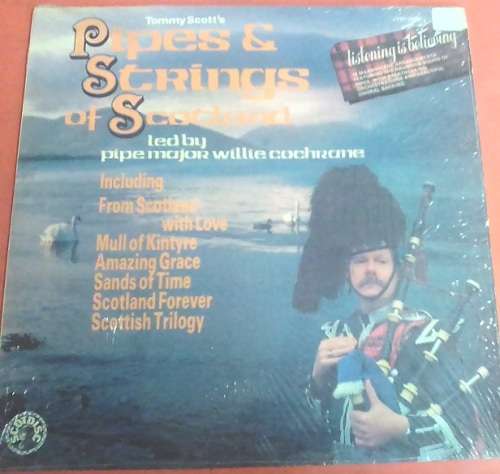 Tommy Scott's
Pipes &
Strings
of Scotland
led by
pipe major willie cochrane
listening is believing
Including
From Scotland
with Love
Mull of Kintyre
Amazing Grace
Sands of Time
Scotland Forever
Scottish Trilogy
SCOTDISC